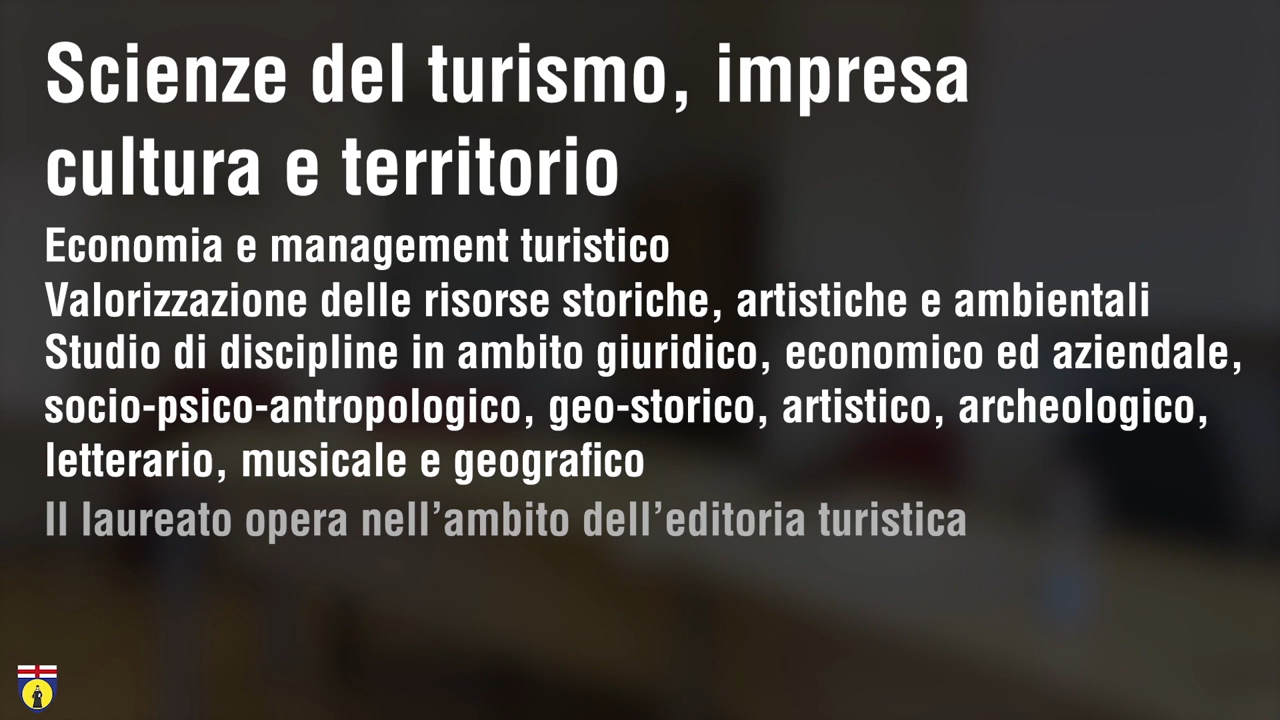 Scienze del turismo, impresa
cultura e territorio
Economia e management turistico
Valorizzazione delle risorse storiche, artistiche e ambientali
Studio di discipline in ambito giuridico, economico ed aziendale,
socio-psico-antropologico, geo-storico, artistico, archeologico,
letterario, musicale e geografico
Il laureato opera nell’ambito dell’editoria turistica